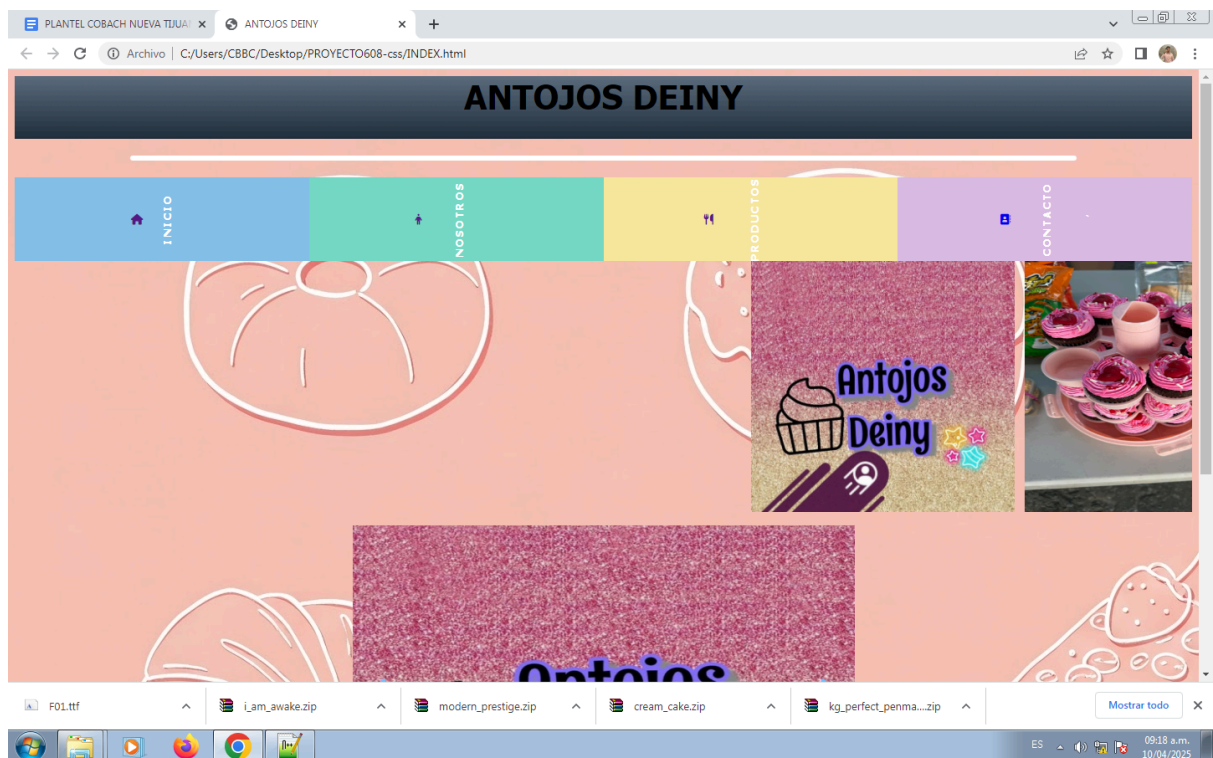 PLANTEL COBACH NUEVA TIJUA
ANTOJOS DEINY
Archivo | C:/Users/CBBC/Desktop/PROYECTO608-css/INDEX.html
ANTOJOS DEINY
INICIO
NOSOTROS
PRODUCTOS
CONTACTO
Antojos
Deiny
Antojos
F01.ttf
i_am_awake.zip
modern_prestige.zip
cream_cake.zip
kg_perfect_penma....zip
Mostrar todo
ES
09:18 a.m.
10/04/2025